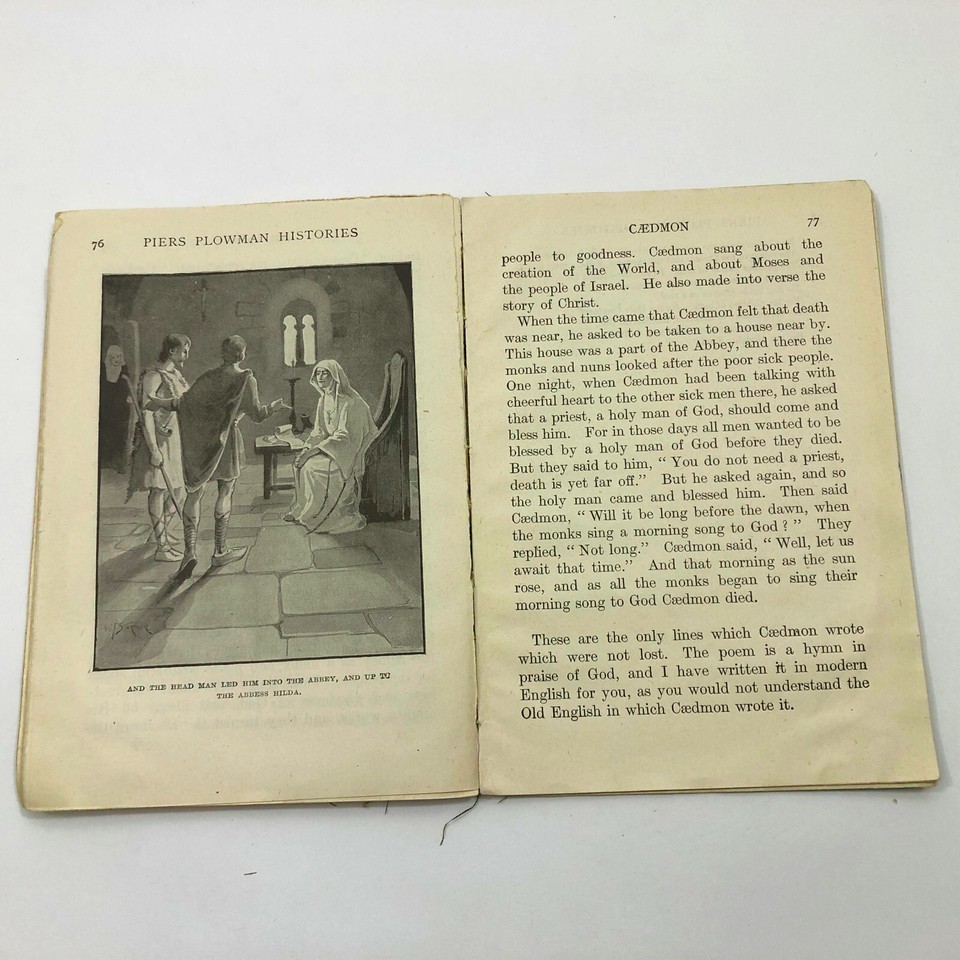 76 PIERS PLOWMAN HISTORIES
AND THE HEAD MAN LED HIM INTO THE ABBEY, AND UP TO
THE ABBESS HILDA.
CÆDMON 77
people to goodness. Cædmon sang about the
creation of the World, and about Moses and
the people of Israel. He also made into verse the
story of Christ.
When the time came that Cædmon felt that death
was near, he asked to be taken to a house near by.
This house was a part of the Abbey, and there the
monks and nuns looked after the poor sick people.
One night, when Cædmon had been talking with
cheerful heart to the other sick men there, he asked
that a priest, a holy man of God, should come and
bless him. For in those days all men wanted to be
blessed by a holy man of God before they died.
But they said to him, “ You do not need a priest,
death is yet far off.” But he asked again, and so
the holy man came and blessed him. Then said
Cædmon, “ Will it be long before the dawn, when
the monks sing a morning song to God ? ” They
replied, “ Not long.” Cædmon said, “ Well, let us
await that time.” And that morning as the sun
rose, and as all the monks began to sing their
morning song to God Cædmon died.
These are the only lines which Cædmon wrote
which were not lost. The poem is a hymn in
praise of God, and I have written it in modern
English for you, as you would not understand the
Old English in which Cædmon wrote it.